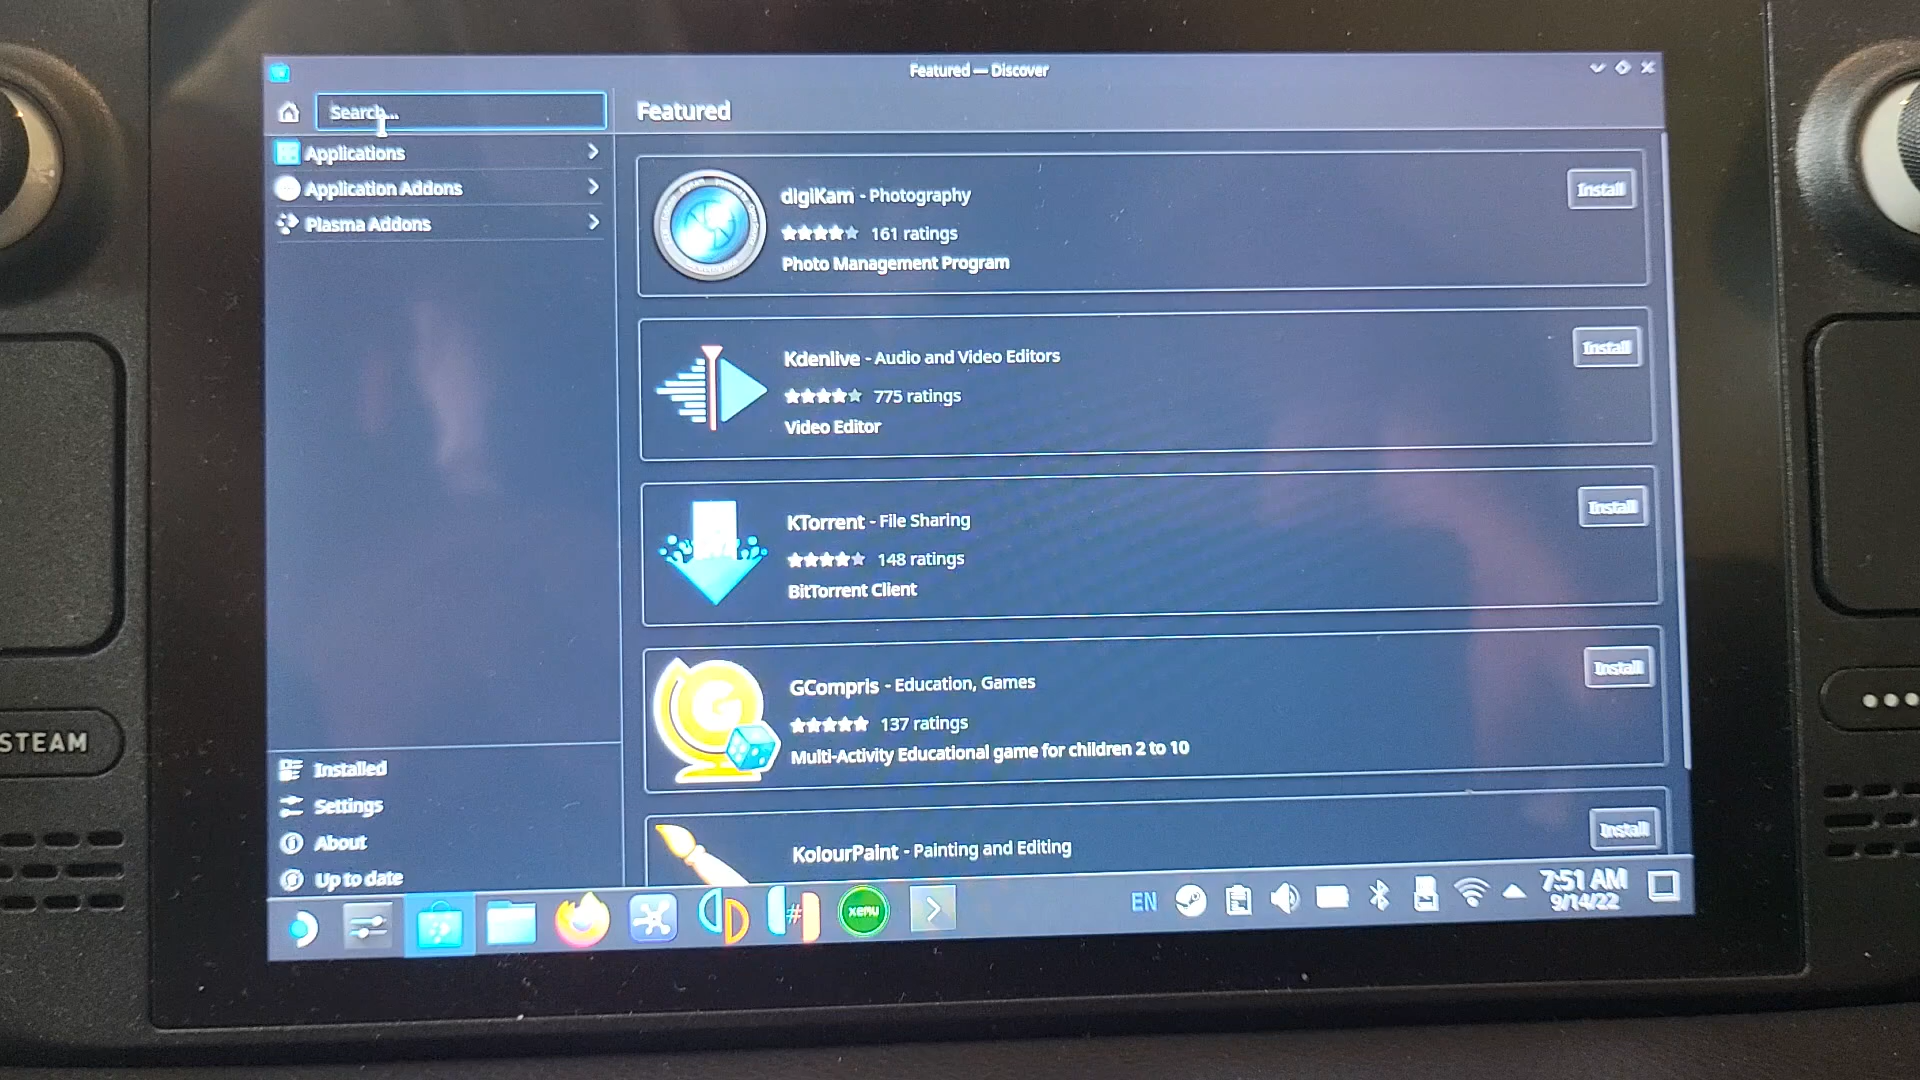 Featured — Discover
Search...
Featured
Applications
Application Addons
Plasma Addons
digiKam - Photography
161 ratings
Photo Management Program
Install
Kdenlive - Audio and Video Editors
775 ratings
Video Editor
Install
KTorrent - File Sharing
148 ratings
BitTorrent Client
Install
GCompris - Education, Games
137 ratings
Multi-Activity Educational game for children 2 to 10
Install
KolourPaint - Painting and Editing
Install
Installed
Settings
About
Up to date
xemu
EN
7:51 AM
9/14/22
STEAM